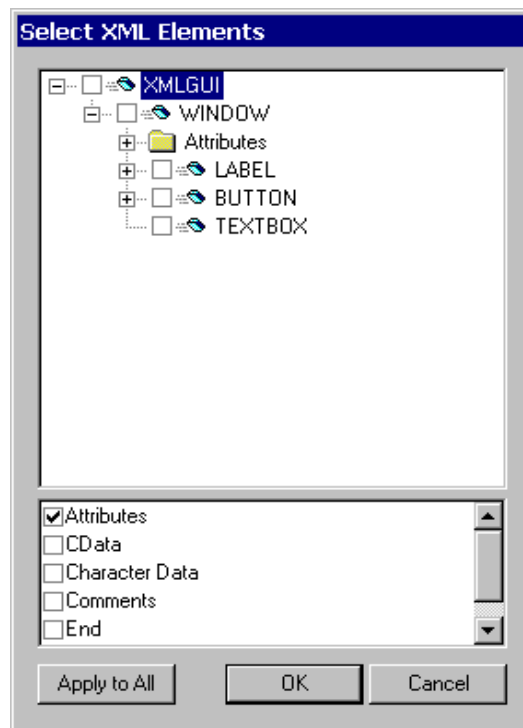 Select XML Elements
XMLGUI
WINDOW
Attributes
LABEL
BUTTON
TEXTBOX
Attributes
CData
Character Data
Comments
End
Apply to All OK Cancel